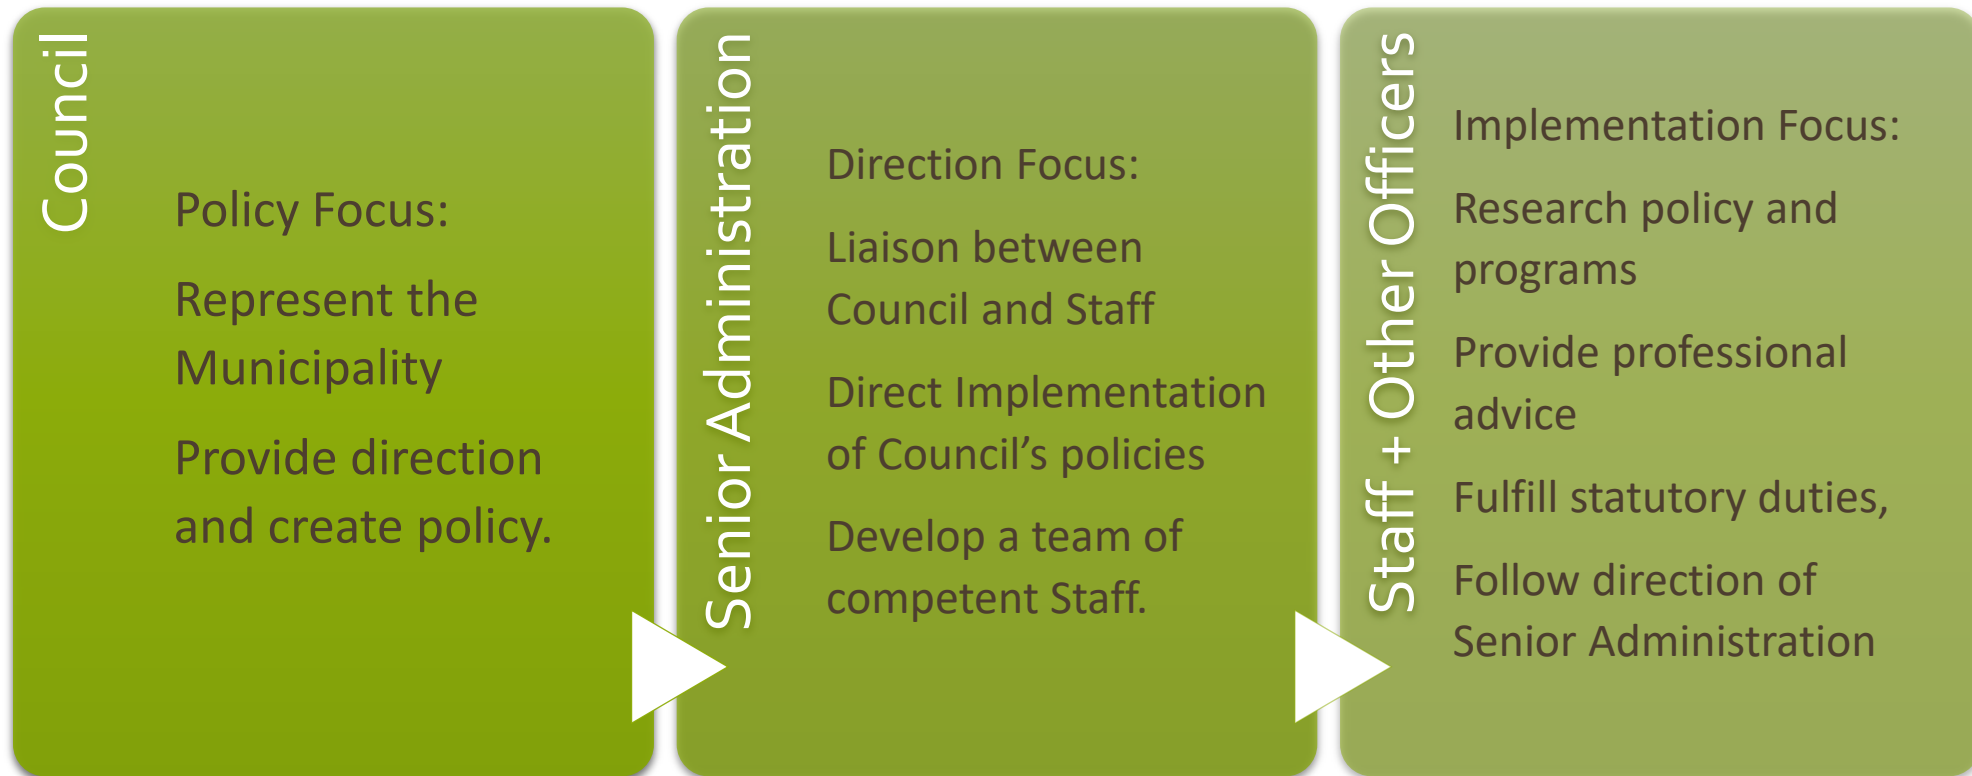 Council
Policy Focus:
Represent the
Municipality
Provide direction
and create policy.
Senior Administration
Direction Focus:
Liaison between
Council and Staff
Direct Implementation
of Council’s policies
Develop a team of
competent Staff.
Staff + Other Officers
Implementation Focus:
Research policy and
programs
Provide professional
advice
Fulfill statutory duties,
Follow direction of
Senior Administration